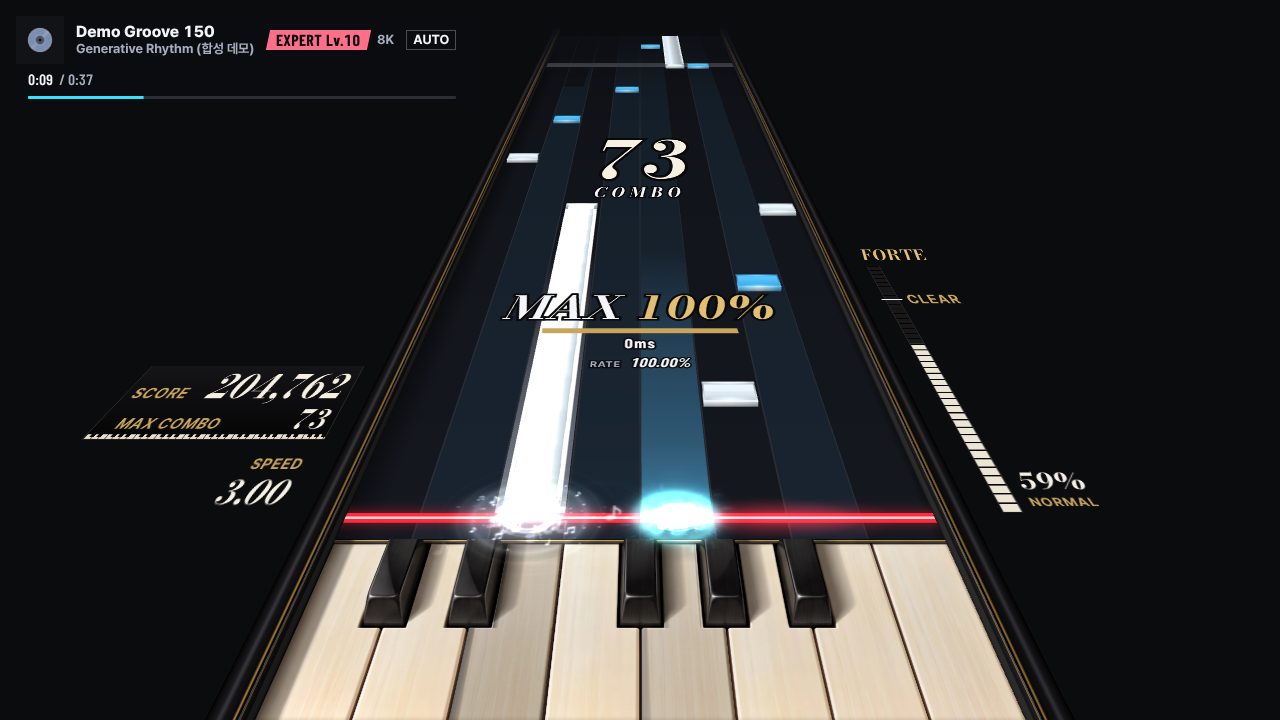 Demo Groove 150
Generative Rhythm (합성 데모)
EXPERT Lv.10 8K AUTO
0:09 / 0:37
73
COMBO
FORTE
CLEAR
MAX 100%
0ms
RATE 100.00%
SCORE 204,762
MAX COMBO 73
SPEED
3.00
59%
NORMAL